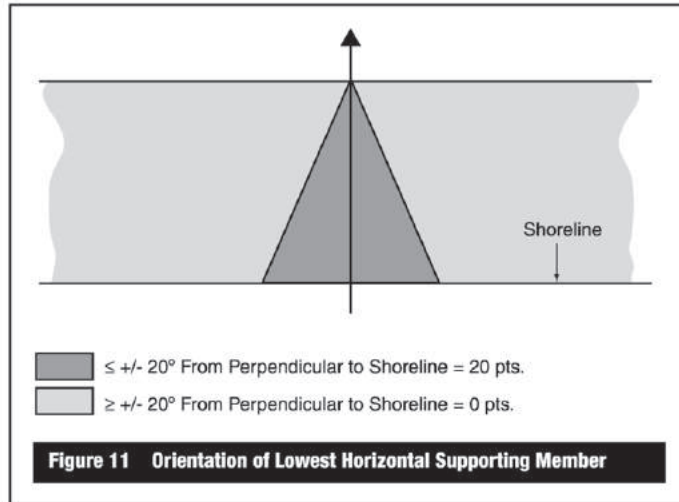 Shoreline
≤ +/- 20° From Perpendicular to Shoreline = 20 pts.
≥ +/- 20° From Perpendicular to Shoreline = 0 pts.
Figure 11 Orientation of Lowest Horizontal Supporting Member